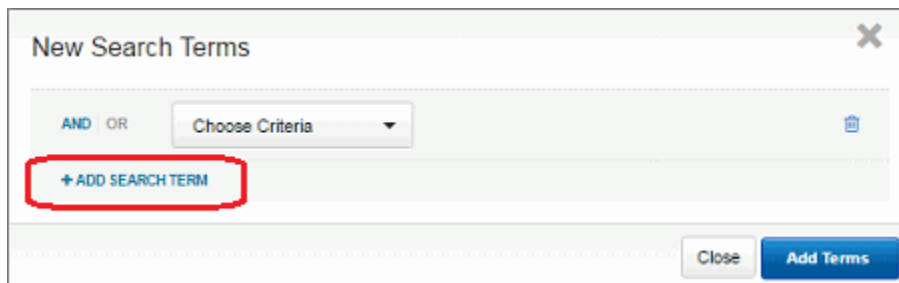 New Search Terms
AND OR Choose Criteria
+ ADD SEARCH TERM
Close Add Terms